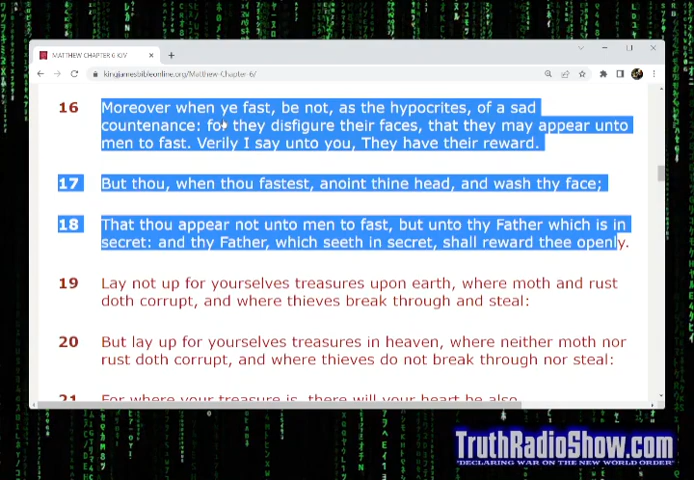 MATTHEW CHAPTER 6 KJV
kingjamesbibleonline.org/Matthew-Chapter-6/
16 Moreover when ye fast, be not, as the hypocrites, of a sad
countenance: for they disfigure their faces, that they may appear unto
men to fast. Verily I say unto you, They have their reward.
17 But thou, when thou fastest, anoint thine head, and wash thy face;
18 That thou appear not unto men to fast, but unto thy Father which is in
secret: and thy Father, which seeth in secret, shall reward thee openly.
19 Lay not up for yourselves treasures upon earth, where moth and rust
doth corrupt, and where thieves break through and steal:
20 But lay up for yourselves treasures in heaven, where neither moth nor
rust doth corrupt, and where thieves do not break through nor steal:
21 For where your treasure is, there will your heart be also.
TruthRadioShow.com
"DECLARING WAR ON THE NEW WORLD ORDER"